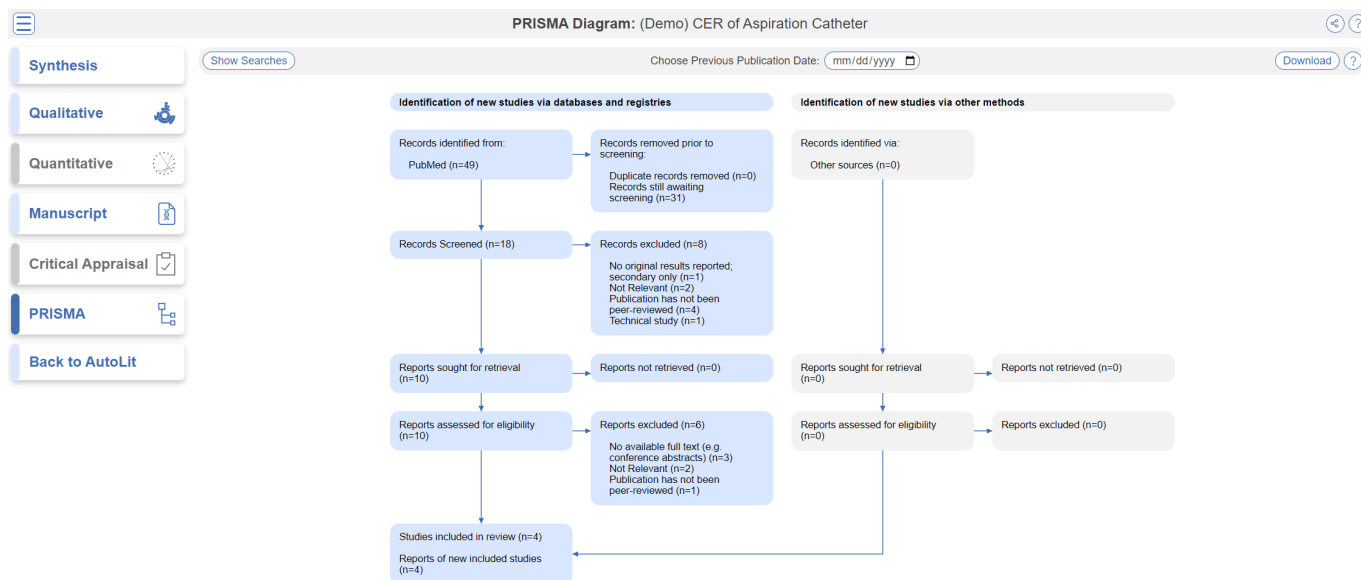 PRISMA Diagram: (Demo) CER of Aspiration Catheter
?
Synthesis
Qualitative
Quantitative
Manuscript
Critical Appraisal
PRISMA
Back to AutoLit
Show Searches
Choose Previous Publication Date: mm/dd/yyyy
Download
?
Identification of new studies via databases and registries
Identification of new studies via other methods
Records identified from:
PubMed (n=49)
Records removed prior to
screening:
Duplicate records removed (n=0)
Records still awaiting
screening (n=31)
Records identified via:
Other sources (n=0)
Records Screened (n=18)
Records excluded (n=8)
No original results reported;
secondary only (n=1)
Not Relevant (n=2)
Publication has not been
peer-reviewed (n=4)
Technical study (n=1)
Reports sought for retrieval
(n=10)
Reports not retrieved (n=0)
Reports sought for retrieval
(n=0)
Reports not retrieved (n=0)
Reports assessed for eligibility
(n=10)
Reports excluded (n=6)
No available full text (e.g.
conference abstracts) (n=3)
Not Relevant (n=2)
Publication has not been
peer-reviewed (n=1)
Reports assessed for eligibility
(n=0)
Reports excluded (n=0)
Studies included in review (n=4)
Reports of new included studies
(n=4)